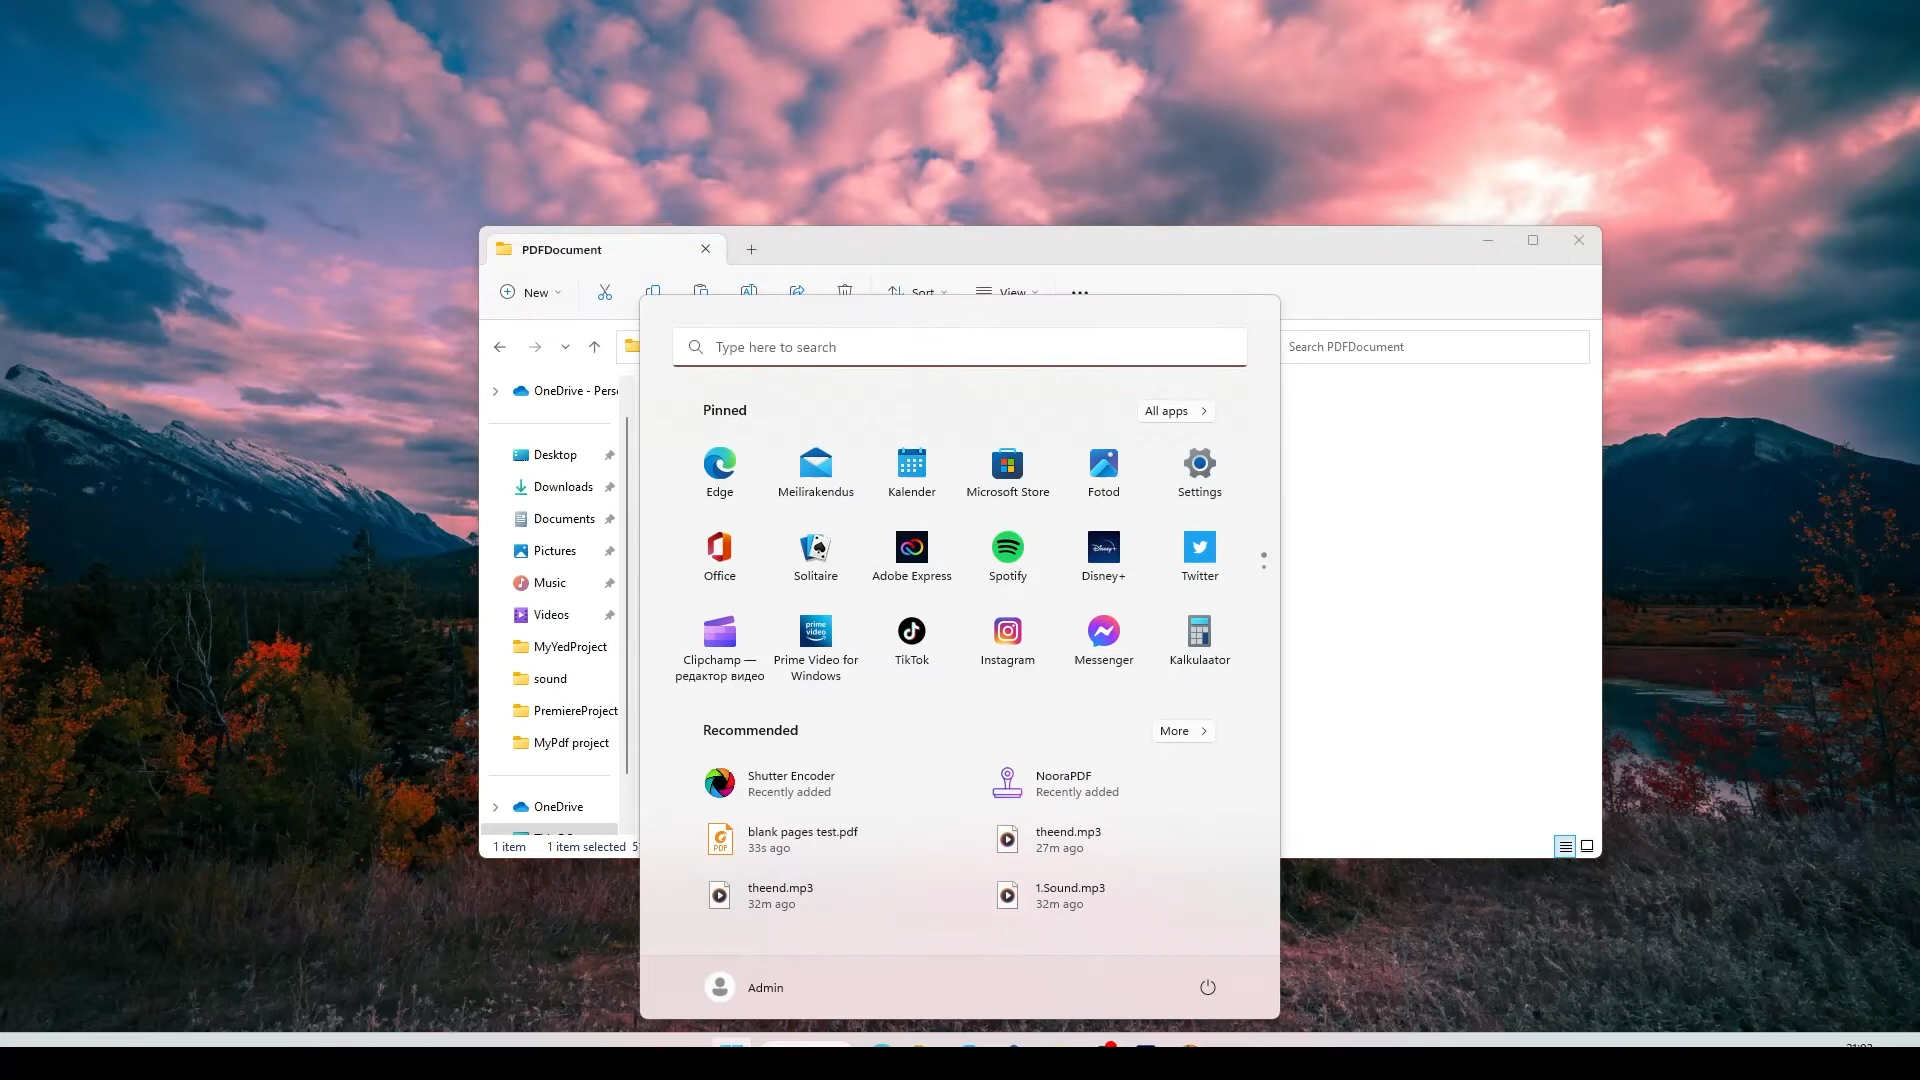 PDFDocument
New
Sort
View
Search PDFDocument
OneDrive - Pers
Desktop
Downloads
Documents
Pictures
Music
Videos
MyYedProject
sound
PremiereProject
MyPdf project
OneDrive
1 item
1 item selected
Type here to search
Pinned
All apps
Edge
Meilirakendus
Kalender
Microsoft Store
Fotod
Settings
Office
Solitaire
Adobe Express
Spotify
Disney+
Disney+
Twitter
prime
video
Clipchamp —
редактор видео
Prime Video for
Windows
TikTok
Instagram
Messenger
Kalkulaator
Recommended
More
Shutter Encoder
Recently added
NooraPDF
Recently added
PDF
blank pages test.pdf
33s ago
theend.mp3
27m ago
theend.mp3
32m ago
1.Sound.mp3
32m ago
Admin